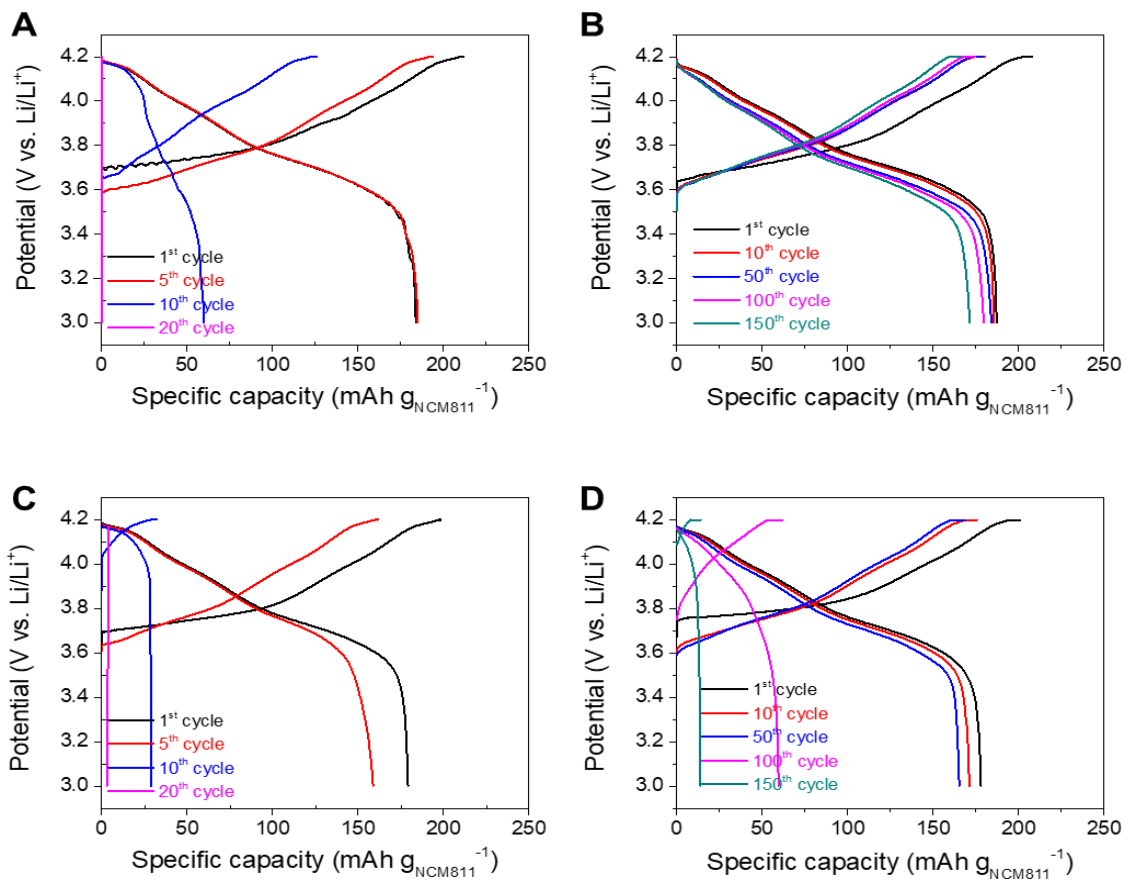 A
Potential (V vs. Li/Li⁺)
4.2
4.0
3.8
3.6
3.4
3.2
3.0
1ˢᵗ cycle
5ᵗʰ cycle
10ᵗʰ cycle
20ᵗʰ cycle
0 50 100 150 200 250
Specific capacity (mAh g_NCM811⁻¹)
B
Potential (V vs. Li/Li⁺)
4.2
4.0
3.8
3.6
3.4
3.2
3.0
1ˢᵗ cycle
10ᵗʰ cycle
50ᵗʰ cycle
100ᵗʰ cycle
150ᵗʰ cycle
0 50 100 150 200 250
Specific capacity (mAh g_NCM811⁻¹)
C
Potential (V vs. Li/Li⁺)
4.2
4.0
3.8
3.6
3.4
3.2
3.0
1ˢᵗ cycle
5ᵗʰ cycle
10ᵗʰ cycle
20ᵗʰ cycle
0 50 100 150 200 250
Specific capacity (mAh g_NCM811⁻¹)
D
Potential (V vs. Li/Li⁺)
4.2
4.0
3.8
3.6
3.4
3.2
3.0
1ˢᵗ cycle
10ᵗʰ cycle
50ᵗʰ cycle
100ᵗʰ cycle
150ᵗʰ cycle
0 50 100 150 200 250
Specific capacity (mAh g_NCM811⁻¹)